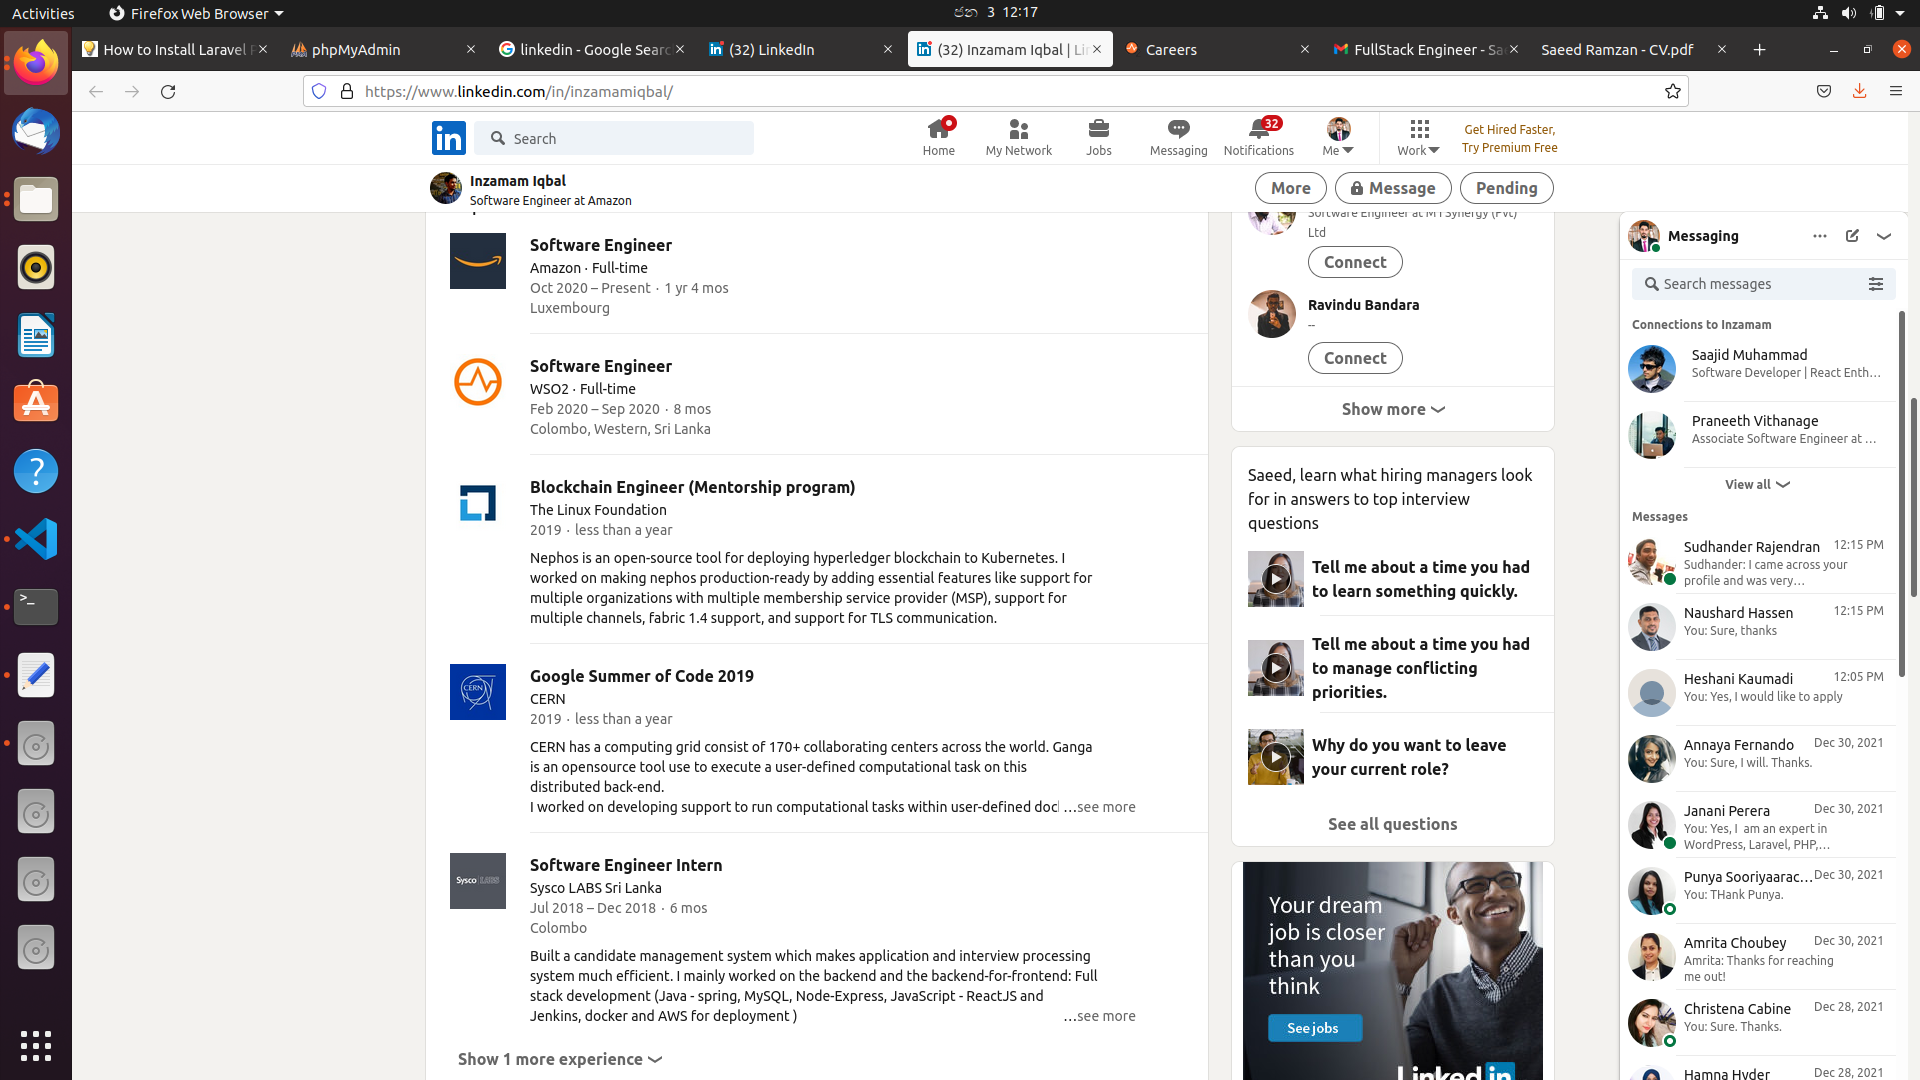 Activities
Firefox Web Browser
ජන 3 12:17
How to Install Laravel
phpMyAdmin
linkedin - Google Searc
(32) LinkedIn
(32) Inzamam Iqbal | Li
Careers
FullStack Engineer - Sa
Saeed Ramzan - CV.pdf
https://www.linkedin.com/in/inzamamiqbal/
in
Search
Home
My Network
Jobs
Messaging
32
Notifications
Me
Work
Get Hired Faster,
Try Premium Free
Inzamam Iqbal
Software Engineer at Amazon
More
Message
Pending
Software Engineer
Amazon · Full-time
Oct 2020 – Present · 1 yr 4 mos
Luxembourg
Software Engineer
WSO2 · Full-time
Feb 2020 – Sep 2020 · 8 mos
Colombo, Western, Sri Lanka
Blockchain Engineer (Mentorship program)
The Linux Foundation
2019 · less than a year
Nephos is an open-source tool for deploying hyperledger blockchain to Kubernetes. I
worked on making nephos production-ready by adding essential features like support for
multiple organizations with multiple membership service provider (MSP), support for
multiple channels, fabric 1.4 support, and support for TLS communication.
CERN
Google Summer of Code 2019
CERN
2019 · less than a year
CERN has a computing grid consist of 170+ collaborating centers across the world. Ganga
is an opensource tool use to execute a user-defined computational task on this
distributed back-end.
I worked on developing support to run computational tasks within user-defined doc …see more
Sysco LABS
Software Engineer Intern
Sysco LABS Sri Lanka
Jul 2018 – Dec 2018 · 6 mos
Colombo
Built a candidate management system which makes application and interview processing
system much efficient. I mainly worked on the backend and the backend-for-frontend: Full
stack development (Java - spring, MySQL, Node-Express, JavaScript - ReactJS and
Jenkins, docker and AWS for deployment ) …see more
Show 1 more experience
Software Engineer at M I Synergy (Pvt)
Ltd
Connect
Ravindu Bandara
--
Connect
Show more
Saeed, learn what hiring managers look
for in answers to top interview
questions
Tell me about a time you had
to learn something quickly.
Tell me about a time you had
to manage conflicting
priorities.
Why do you want to leave
your current role?
See all questions
Your dream
job is closer
than you
think
See jobs
Linked in
Messaging
Search messages
Connections to Inzamam
Saajid Muhammad
Software Developer | React Enth…
Praneeth Vithanage
Associate Software Engineer at …
View all
Messages
Sudhander Rajendran 12:15 PM
Sudhander: I came across your
profile and was very…
Naushard Hassen 12:15 PM
You: Sure, thanks
Heshani Kaumadi 12:05 PM
You: Yes, I would like to apply
Annaya Fernando Dec 30, 2021
You: Sure, I will. Thanks.
Janani Perera Dec 30, 2021
You: Yes, I am an expert in
WordPress, Laravel, PHP,…
Punya Sooriyaarac… Dec 30, 2021
You: THank Punya.
Amrita Choubey Dec 30, 2021
Amrita: Thanks for reaching
me out!
Christena Cabine Dec 28, 2021
You: Sure. Thanks.
Hamna Hyder Dec 28, 2021